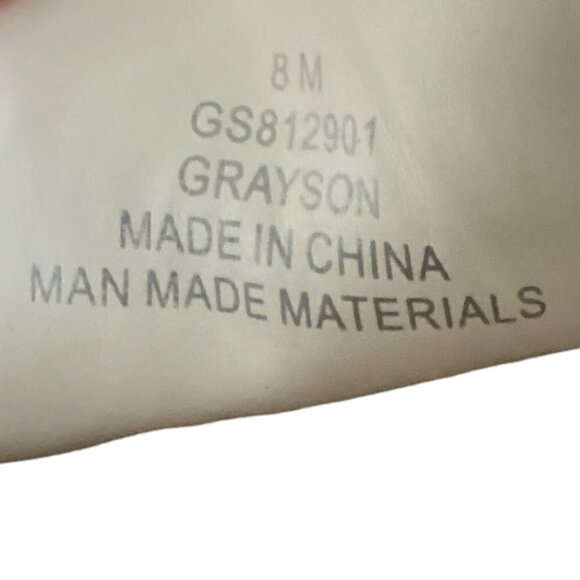 8 M
GS812901
GRAYSON
MADE IN CHINA
MAN MADE MATERIALS